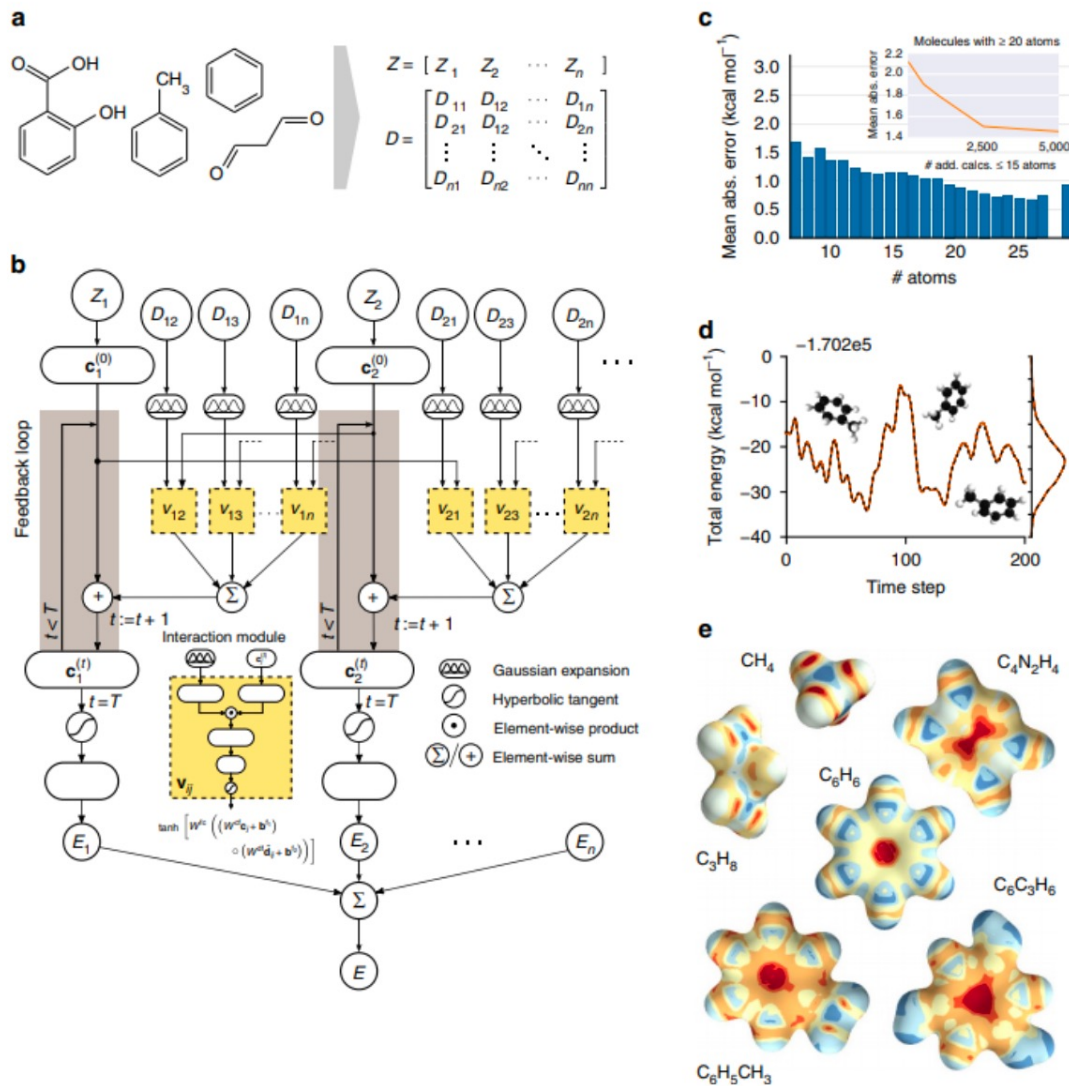 a
O
OH
OH
CH3
O
O
Z = [ Z1 Z2 ··· Zn ]
D11 D12 ··· D1n
D21 D12 ··· D2n
D =
Dn1 Dn2 ··· Dnn
b
Z1
D12
D13
D1n
Z2
D21
D23
D2n
c1(0)
c2(0)
Feedback loop
v12
v13
v1n
v21
v23
v2n
+
Σ
+
Σ
t < T
t := t + 1
t < T
t := t + 1
Interaction module
c1(t)
c2(t)
t = T
t = T
vij
Gaussian expansion
Hyperbolic tangent
Element-wise product
Σ/+ Element-wise sum
E1
E2
En
Σ
E
c
Molecules with ≥ 20 atoms
Mean abs. error
2.2
2.0
1.8
1.6
1.4
2,500
5,000
# add. calcs. ≤ 15 atoms
Mean abs. error (kcal mol−1)
3.0
2.5
2.0
1.5
1.0
0.5
0.0
10 15 20 25
# atoms
d
−1.702e5
Total energy (kcal mol−1)
0
−10
−20
−30
−40
0 100 200
Time step
e
CH4
C4N2H4
C6H6
C3H8
C6C3H6
C6H5CH3